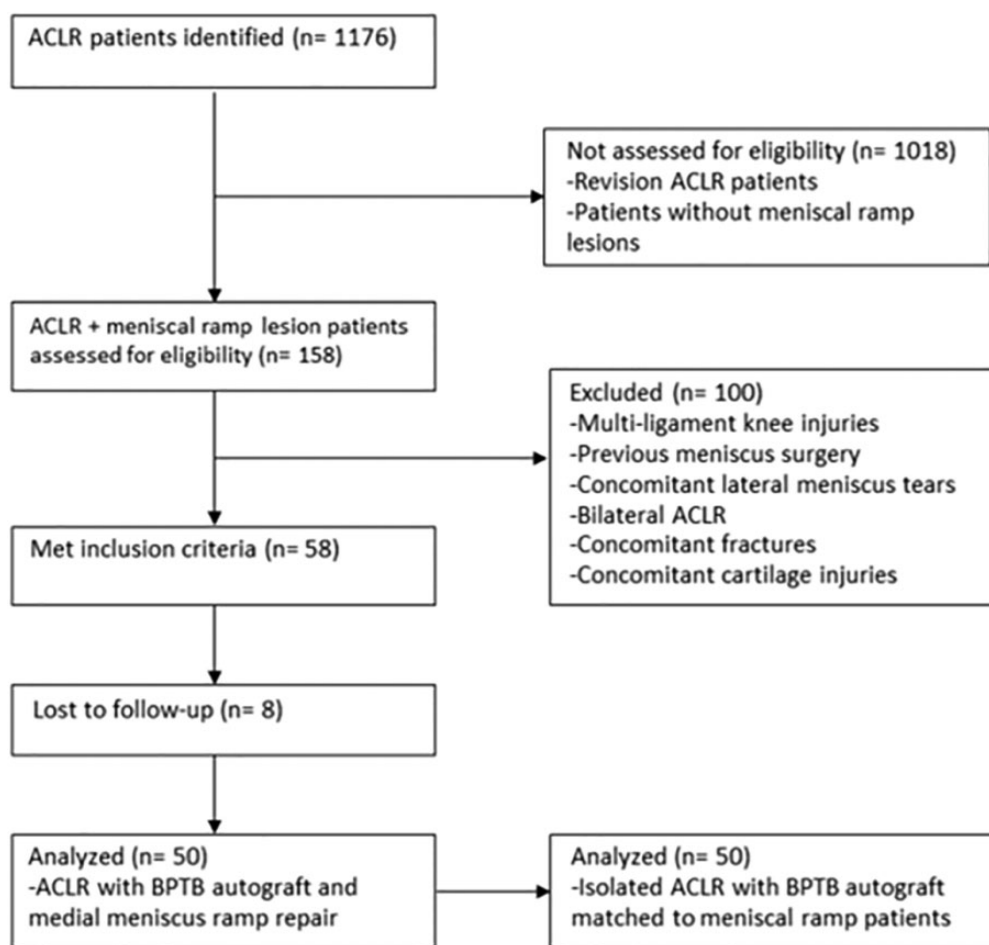 ACLR patients identified (n= 1176)
Not assessed for eligibility (n= 1018)
-Revision ACLR patients
-Patients without meniscal ramp
lesions
ACLR + meniscal ramp lesion patients
assessed for eligibility (n= 158)
Excluded (n= 100)
-Multi-ligament knee injuries
-Previous meniscus surgery
-Concomitant lateral meniscus tears
-Bilateral ACLR
-Concomitant fractures
-Concomitant cartilage injuries
Met inclusion criteria (n= 58)
Lost to follow-up (n= 8)
Analyzed (n= 50)
-ACLR with BPTB autograft and
medial meniscus ramp repair
Analyzed (n= 50)
-Isolated ACLR with BPTB autograft
matched to meniscal ramp patients